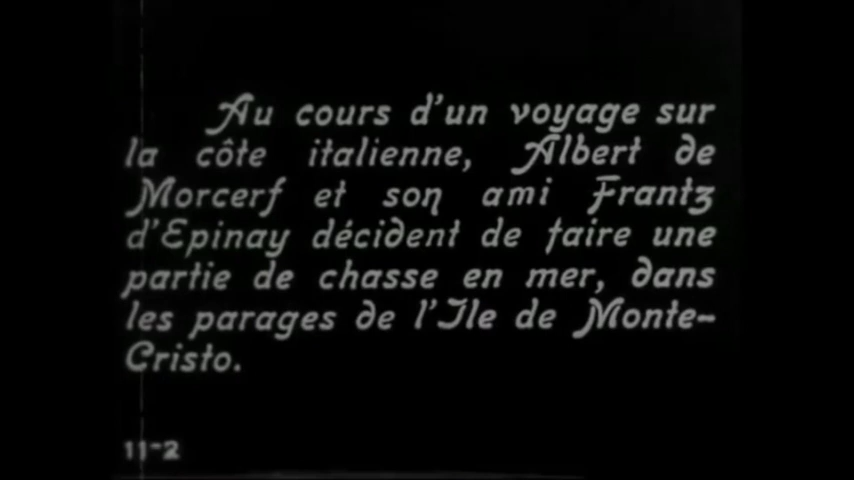 Au cours d'un voyage sur
la côte italienne, Albert de
Morcerf et son ami Frantz
d'Epinay décident de faire une
partie de chasse en mer, dans
les parages de l'Ile de Monte-
Cristo.
11-2